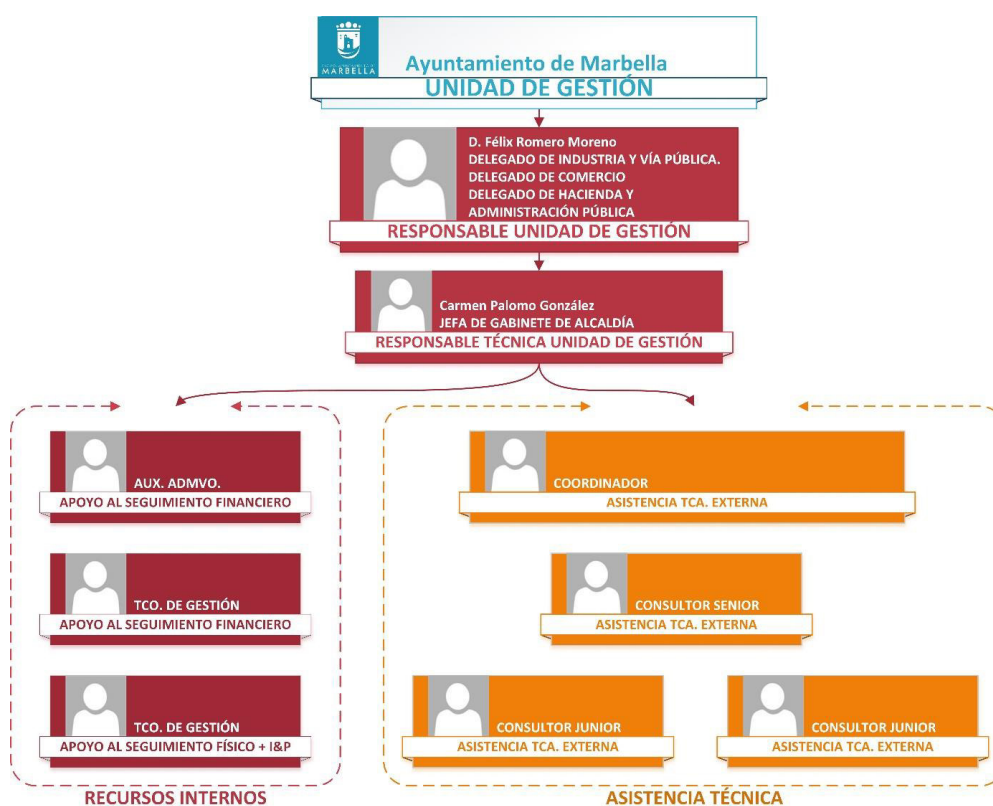 MARBELLA
Ayuntamiento de Marbella
UNIDAD DE GESTIÓN
D. Félix Romero Moreno
DELEGADO DE INDUSTRIA Y VÍA PÚBLICA.
DELEGADO DE COMERCIO
DELEGADO DE HACIENDA Y
ADMINISTRACIÓN PÚBLICA
RESPONSABLE UNIDAD DE GESTIÓN
Carmen Palomo González
JEFA DE GABINETE DE ALCALDÍA
RESPONSABLE TÉCNICA UNIDAD DE GESTIÓN
AUX. ADMVO.
APOYO AL SEGUIMIENTO FINANCIERO
TCO. DE GESTIÓN
APOYO AL SEGUIMIENTO FINANCIERO
TCO. DE GESTIÓN
APOYO AL SEGUIMIENTO FÍSICO + I&P
RECURSOS INTERNOS
COORDINADOR
ASISTENCIA TCA. EXTERNA
CONSULTOR SENIOR
ASISTENCIA TCA. EXTERNA
CONSULTOR JUNIOR
ASISTENCIA TCA. EXTERNA
CONSULTOR JUNIOR
ASISTENCIA TCA. EXTERNA
ASISTENCIA TÉCNICA